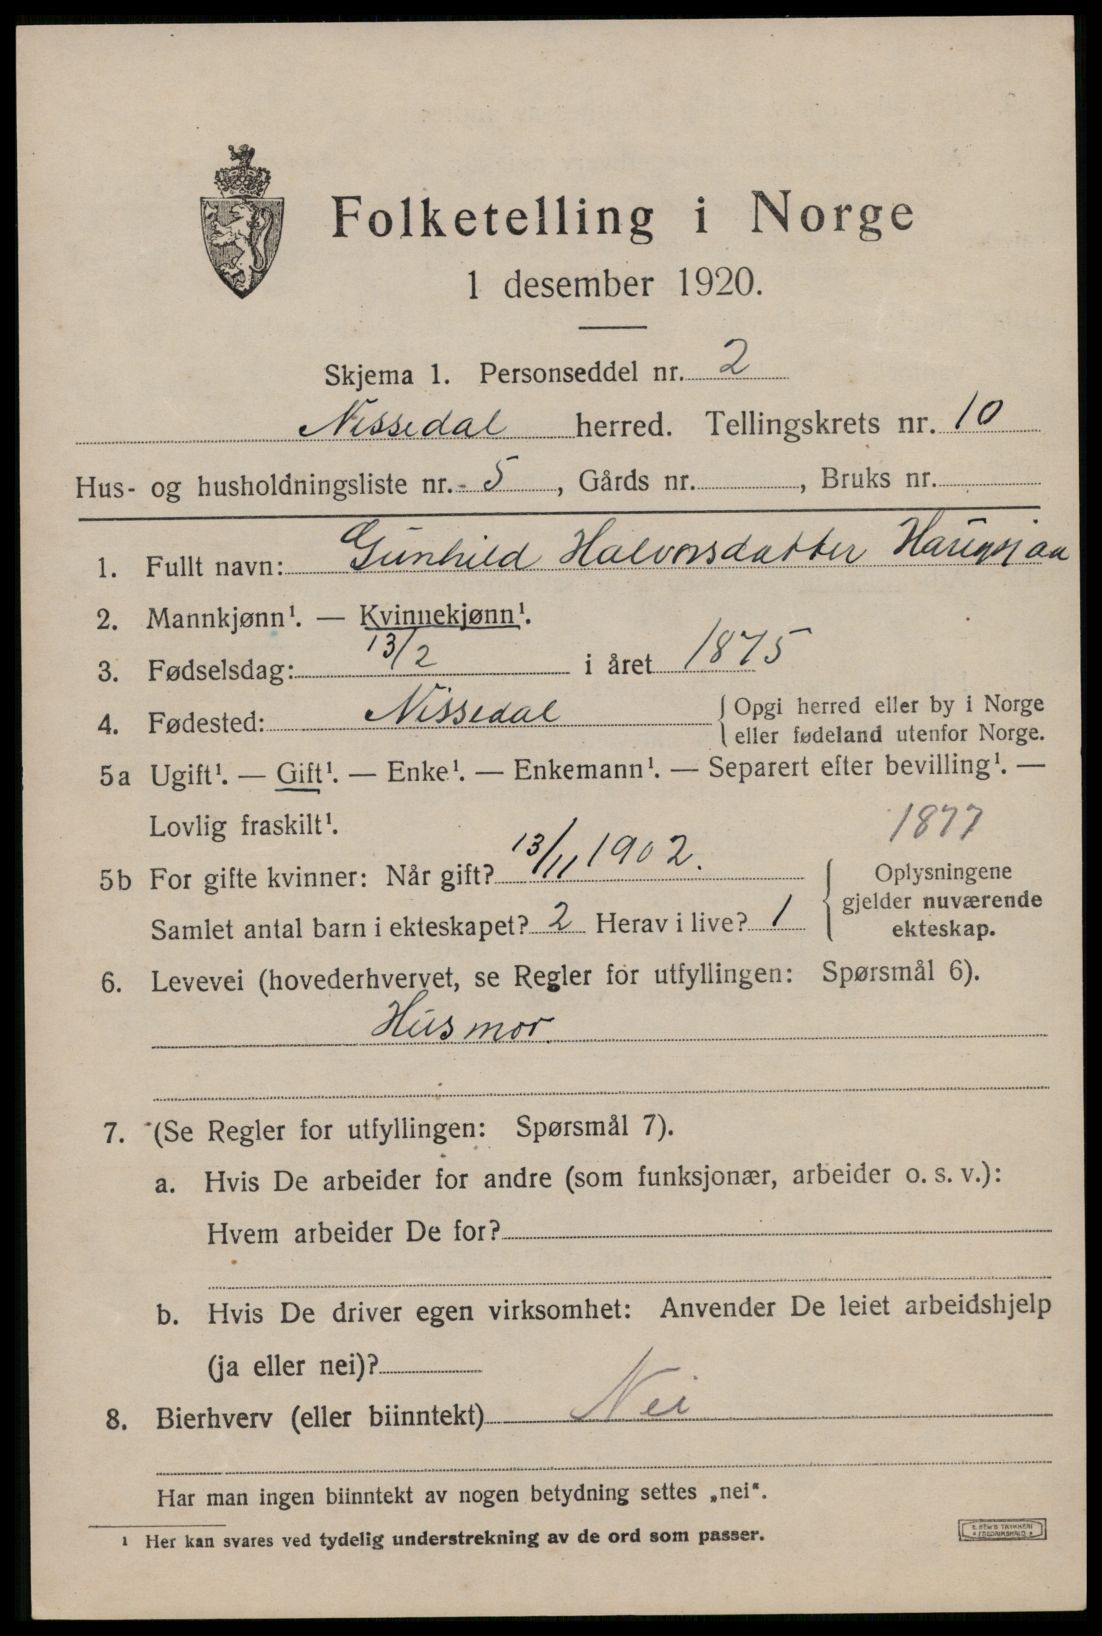 Folketelling i Norge
1 desember 1920.
Skjema 1. Personseddel nr. 2
Nissedal herred. Tellingskrets nr. 10
Hus- og husholdningsliste nr. 5, Gårds nr. , Bruks nr.
1. Fullt navn: Gunhild Halvorsdatter
2. Mannkjønn¹. — Kvinnekjønn¹.
3. Fødselsdag: 13/2 i året 1875
4. Fødested: Nissedal { Opgi herred eller by i Norge
eller fødeland utenfor Norge.
5a Ugift¹. — Gift¹. — Enke¹. — Enkemann¹. — Separert efter bevilling¹. —
Lovlig fraskilt¹. 1877
5b For gifte kvinner: Når gift? 13/11 1902.
Samlet antal barn i ekteskapet? 2 Herav i live? 1
{ Oplysningene
gjelder nuværende
ekteskap.
6. Levevei (hovederhvervet, se Regler for utfyllingen: Spørsmål 6).
Husmor.
7. (Se Regler for utfyllingen: Spørsmål 7).
a. Hvis De arbeider for andre (som funksjonær, arbeider o. s. v.):
Hvem arbeider De for?
b. Hvis De driver egen virksomhet: Anvender De leiet arbeidshjelp
(ja eller nei)?
8. Bierhverv (eller biinntekt) Nei
Har man ingen biinntekt av nogen betydning settes „nei".
¹ Her kan svares ved tydelig understrekning av de ord som passer.